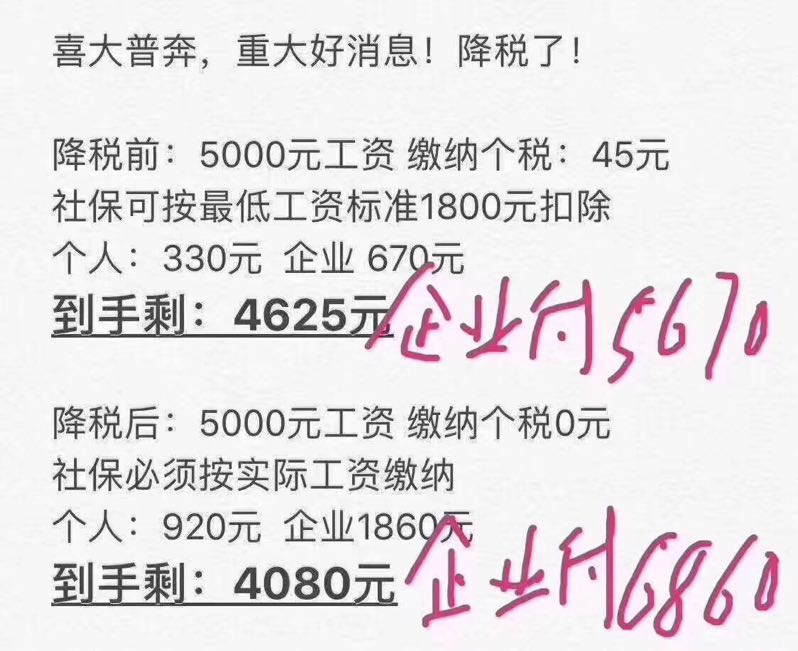 喜大普奔，重大好消息！降税了！
降税前：5000元工资 缴纳个税：45元
社保可按最低工资标准1800元扣除
个人：330元 企业 670元
到手剩：4625元 企业付5670
降税后：5000元工资 缴纳个税0元
社保必须按实际工资缴纳
个人：920元 企业1860元
到手剩：4080元 企业付6860